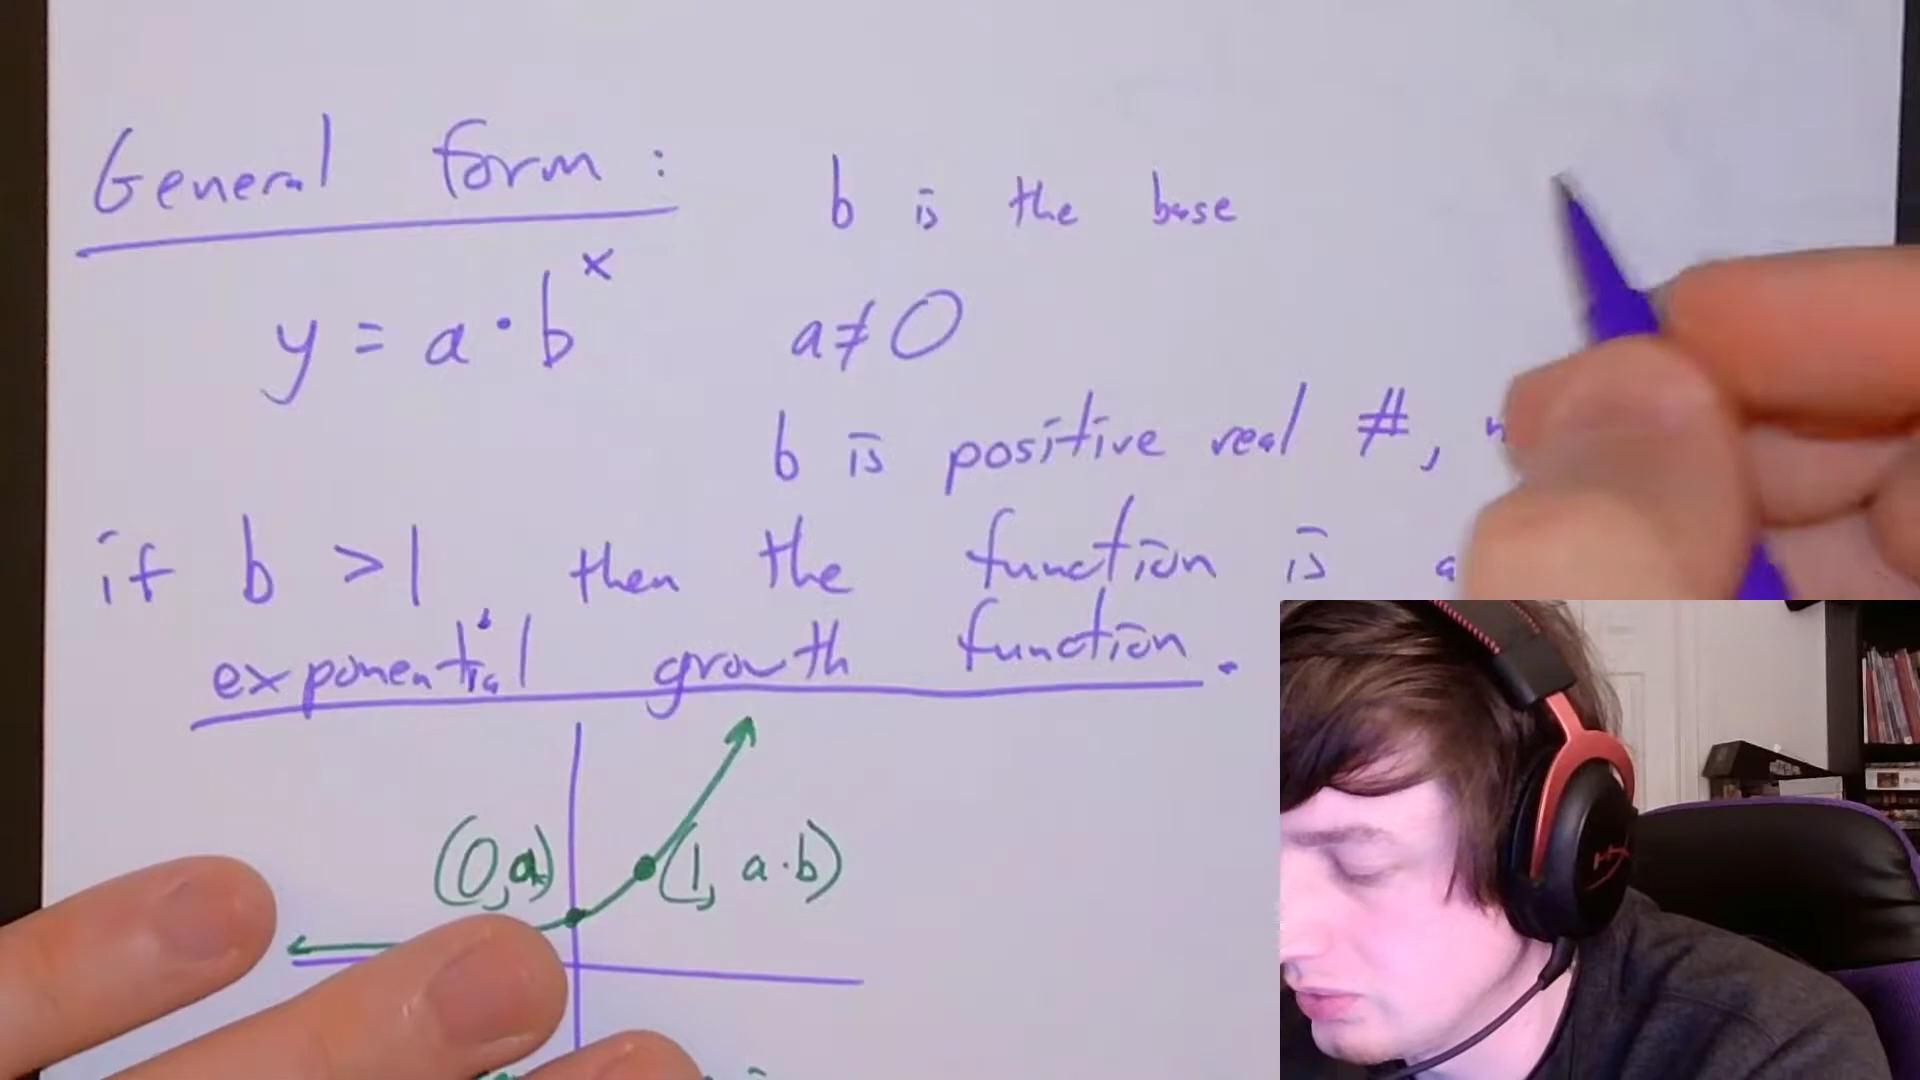 General form :
b is the base
y = a · b^x
a ≠ 0
b is positive real #,
if b > 1 then the function is
exponential growth function.
(0,a)
(1, a·b)